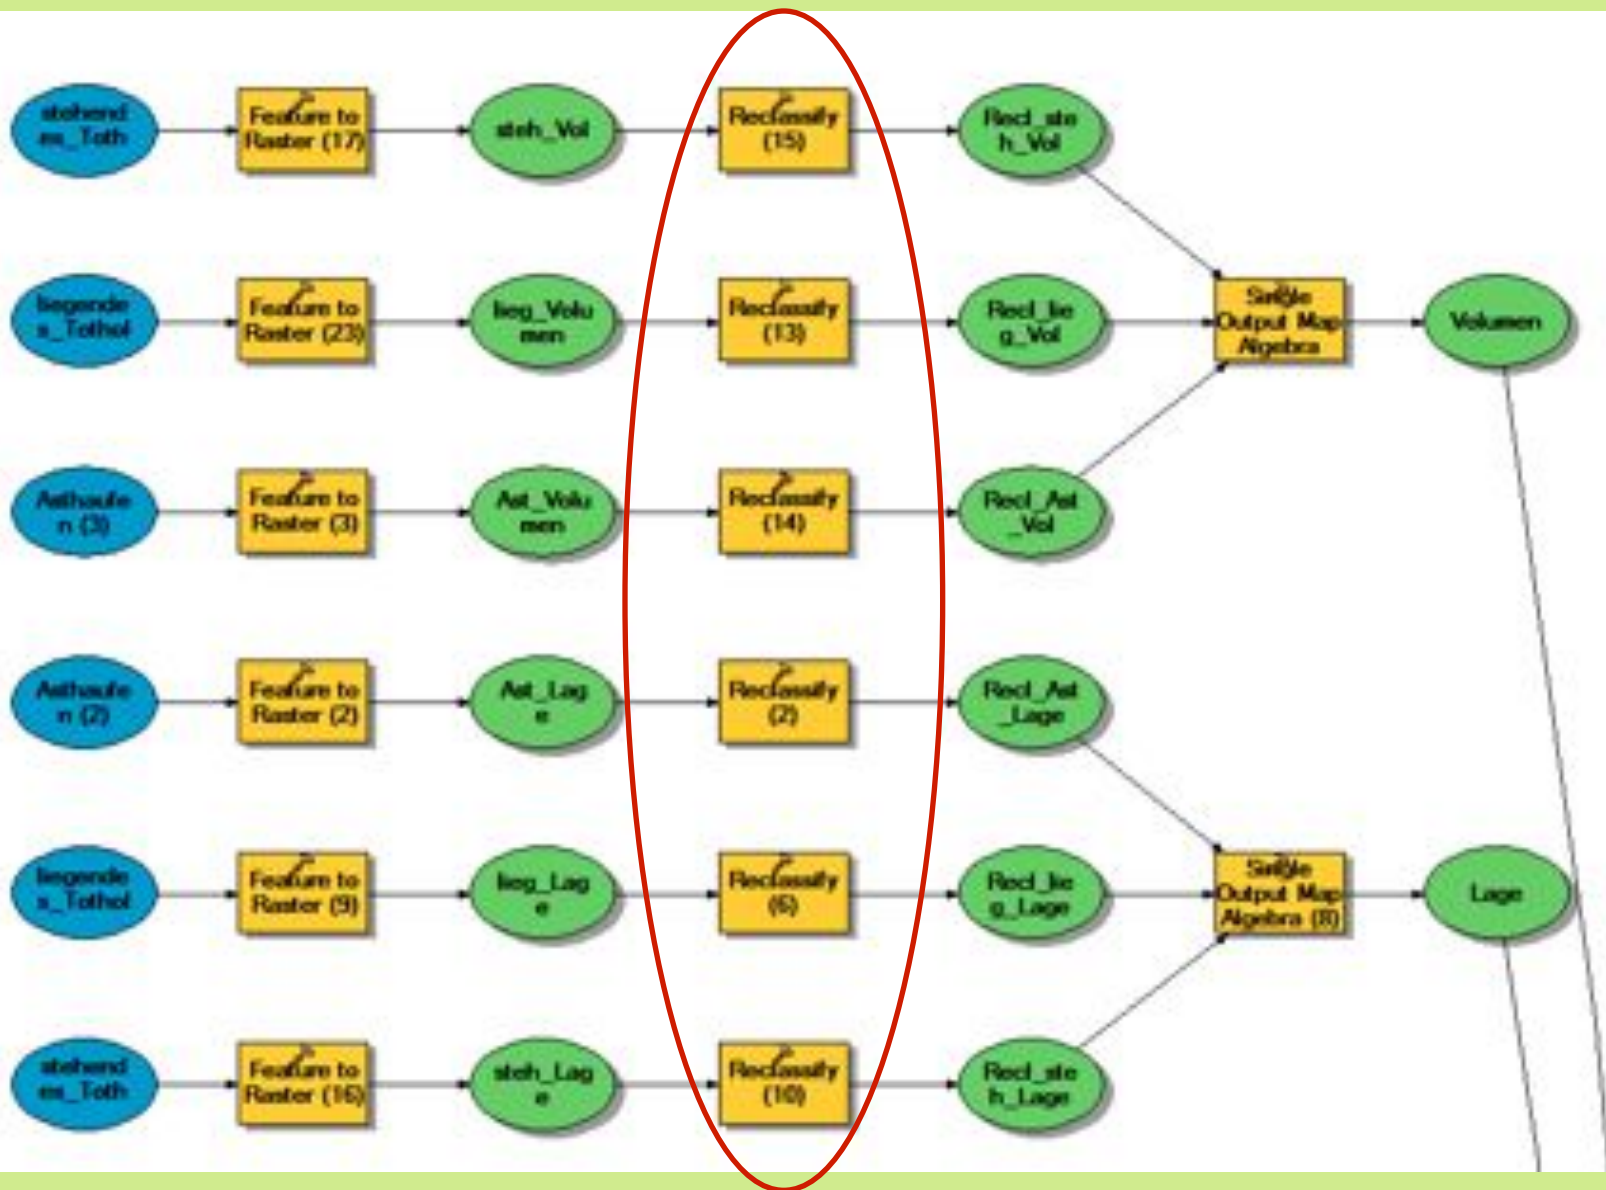 stehend
es_Toth
Feature to
Raster (17)
steh_Vol
Reclassify
(15)
Recl_ste
h_Vol
liegende
s_Tothol
Feature to
Raster (23)
lieg_Volu
men
Reclassify
(13)
Recl_lie
g_Vol
Single
Output Map
Algebra
Volumen
Asthaufe
n (3)
Feature to
Raster (3)
Ast_Volu
men
Reclassify
(14)
Recl_Ast
_Vol
Asthaufe
n (2)
Feature to
Raster (2)
Ast_Lag
e
Reclassify
(2)
Recl_Ast
_Lage
liegende
s_Tothol
Feature to
Raster (9)
lieg_Lag
e
Reclassify
(6)
Recl_lie
g_Lage
Single
Output Map
Algebra (8)
Lage
stehend
es_Toth
Feature to
Raster (16)
steh_Lag
e
Reclassify
(10)
Recl_ste
h_Lage